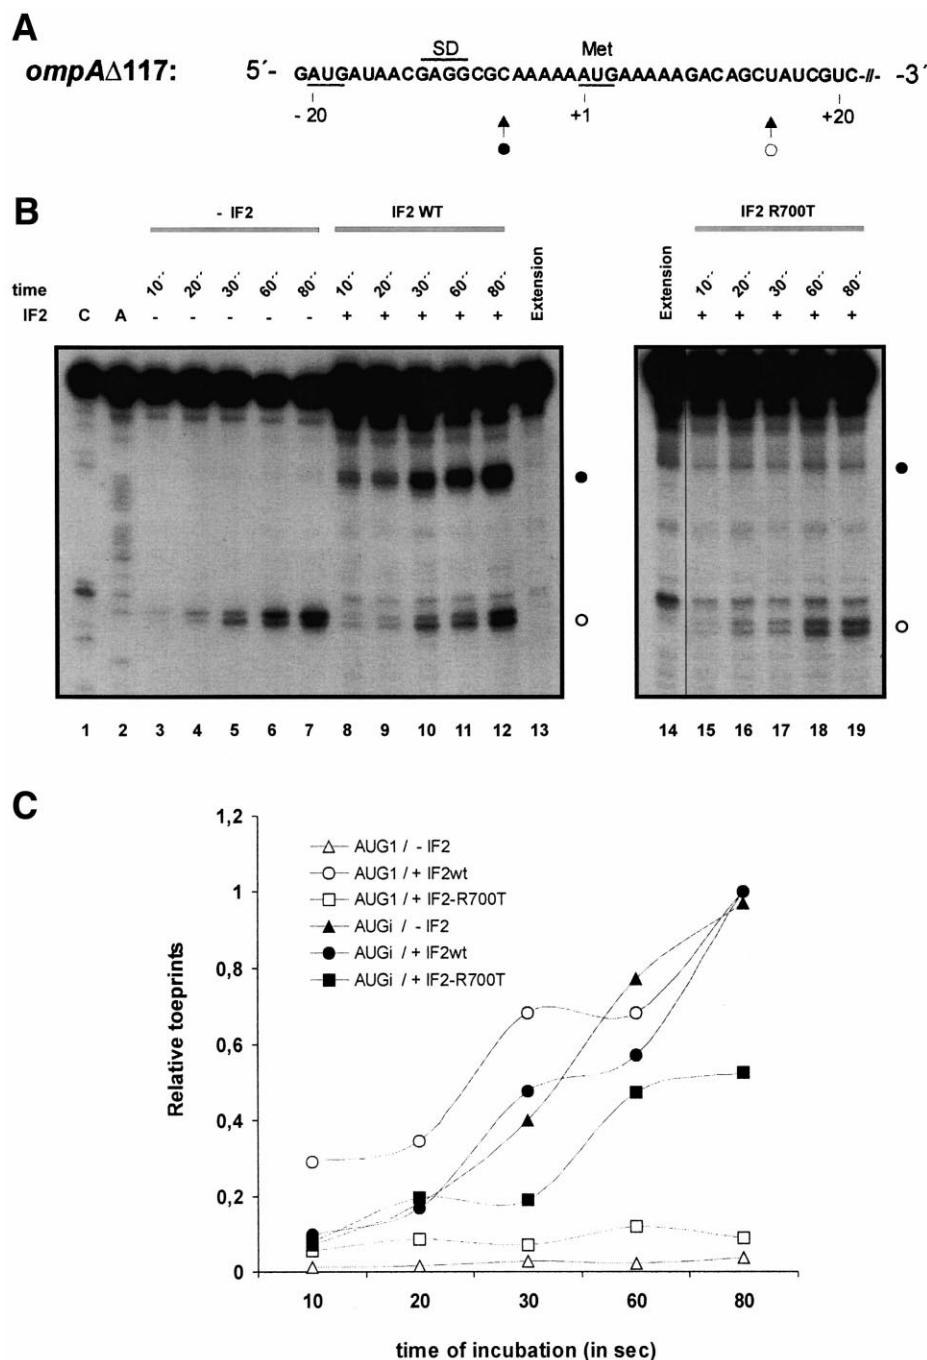 A
SD Met
ompAΔ117: 5´- GAUGAUAACGAGGCGCAAAAAAUGAAAAAGACAGCUAUCGUC-//- -3´
- 20 +1 +20
B
- IF2 IF2 WT IF2 R700T
time 10´´ 20´´ 30´´ 60´´ 80´´ 10´´ 20´´ 30´´ 60´´ 80´´ Extension Extension 10´´ 20´´ 30´´ 60´´ 80´´
IF2 C A - - - - - + + + + + + + + + +
1 2 3 4 5 6 7 8 9 10 11 12 13 14 15 16 17 18 19
C
1,2
AUG1 / - IF2
AUG1 / + IF2wt
AUG1 / + IF2-R700T
AUGi / - IF2
AUGi / + IF2wt
AUGi / + IF2-R700T
1
0,8
0,6
0,4
0,2
0
Relative toeprints
10 20 30 60 80
time of incubation (in sec)